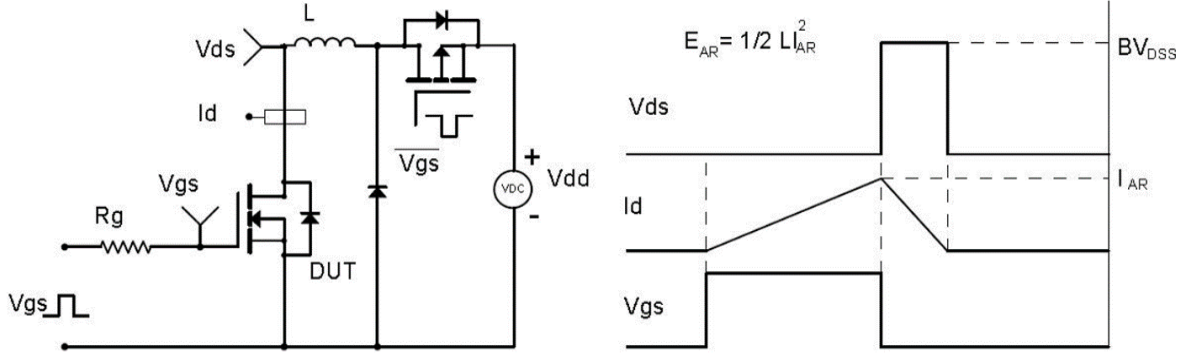 L
Vds
Id
Vgs
Vgs
+
VDC
Vdd
-
Vgs
Rg
DUT
Vgs
E_AR = 1/2 LI_AR^2
BV_DSS
Vds
I_AR
Id
Vgs